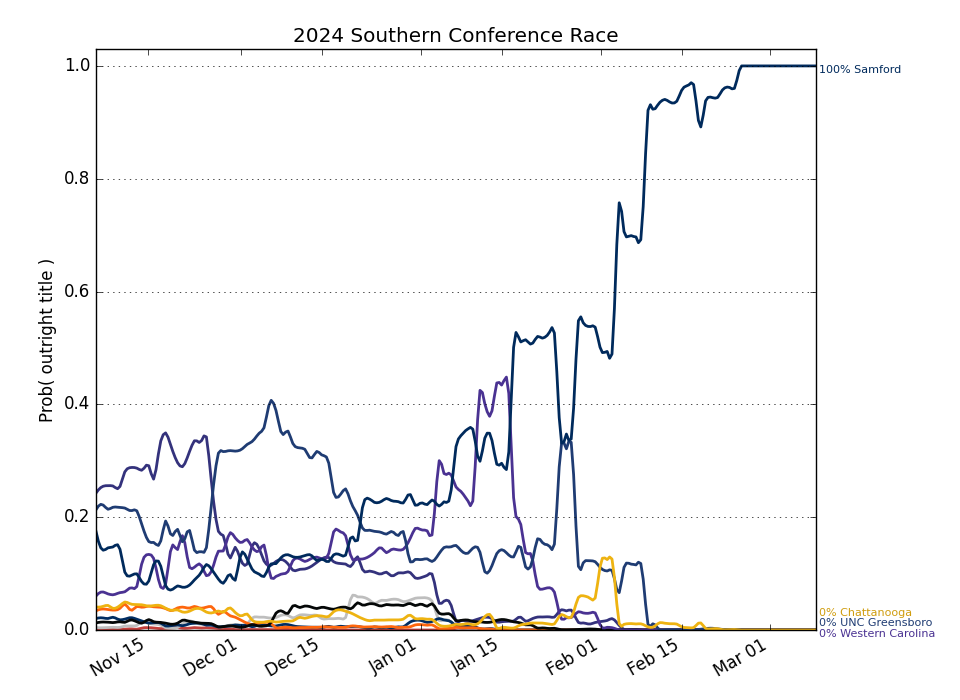 2024 Southern Conference Race
Prob( outright title )
1.0
0.8
0.6
0.4
0.2
0.0
100% Samford
0% Chattanooga
0% UNC Greensboro
0% Western Carolina
Nov 15
Dec 01
Dec 15
Jan 01
Jan 15
Feb 01
Feb 15
Mar 01